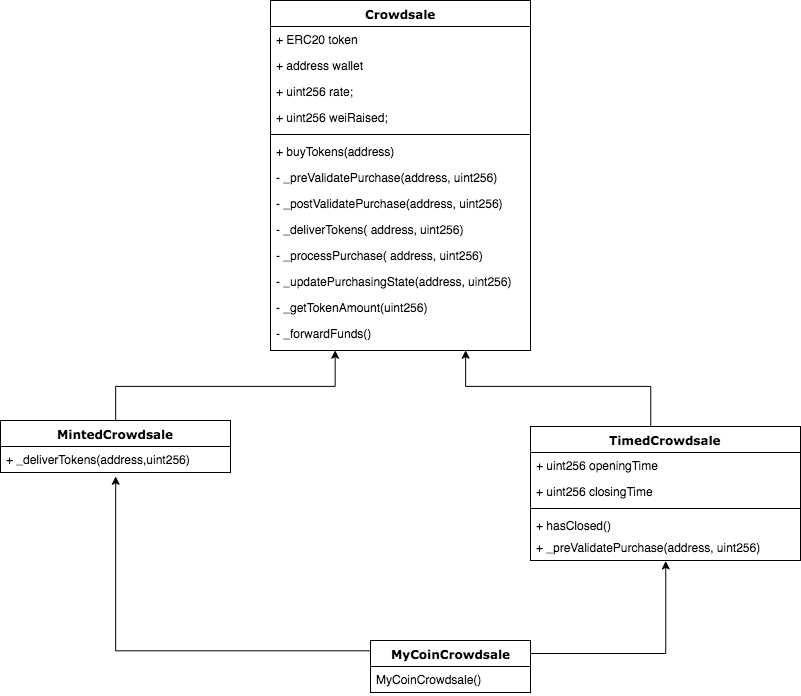 Crowdsale
+ ERC20 token
+ address wallet
+ uint256 rate;
+ uint256 weiRaised;
+ buyTokens(address)
- _preValidatePurchase(address, uint256)
- _postValidatePurchase(address, uint256)
- _deliverTokens( address, uint256)
- _processPurchase( address, uint256)
- _updatePurchasingState(address, uint256)
- _getTokenAmount(uint256)
- _forwardFunds()
MintedCrowdsale
+ _deliverTokens(address,uint256)
TimedCrowdsale
+ uint256 openingTime
+ uint256 closingTime
+ hasClosed()
+ _preValidatePurchase(address, uint256)
MyCoinCrowdsale
MyCoinCrowdsale()